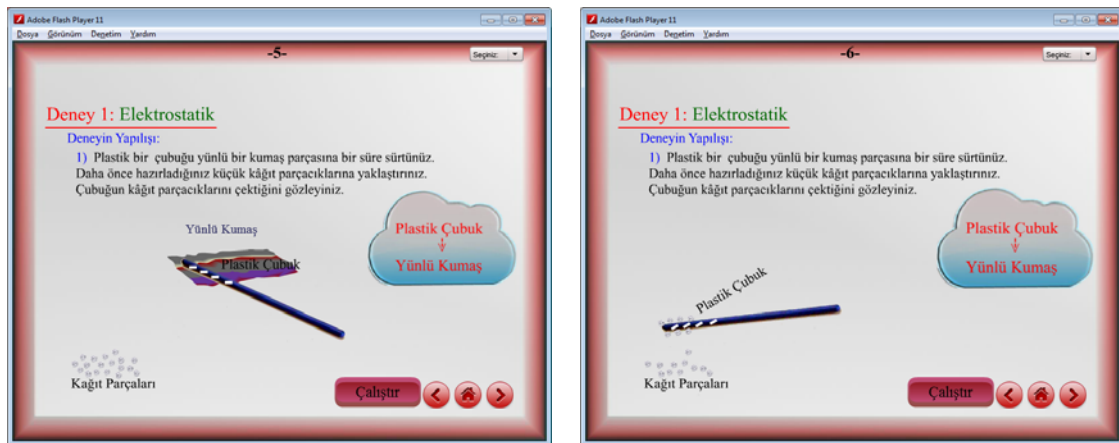 Adobe Flash Player 11
Dosya Görünüm Denetim Yardım
-5-
Seçiniz:
Deney 1: Elektrostatik
Deneyin Yapılışı:
1) Plastik bir çubuğu yünlü bir kumaş parçasına bir süre sürtünüz.
Daha önce hazırladığınız küçük kâğıt parçacıklarına yaklaştırınız.
Çubuğun kâğıt parçacıklarını çektiğini gözleyiniz.
Yünlü Kumaş
Plastik Çubuk
Plastik Çubuk
Yünlü Kumaş
Kağıt Parçaları
Çalıştır
Adobe Flash Player 11
Dosya Görünüm Denetim Yardım
-6-
Seçiniz:
Deney 1: Elektrostatik
Deneyin Yapılışı:
1) Plastik bir çubuğu yünlü bir kumaş parçasına bir süre sürtünüz.
Daha önce hazırladığınız küçük kâğıt parçacıklarına yaklaştırınız.
Çubuğun kâğıt parçacıklarını çektiğini gözleyiniz.
Plastik Çubuk
Yünlü Kumaş
Plastik Çubuk
Kağıt Parçaları
Çalıştır